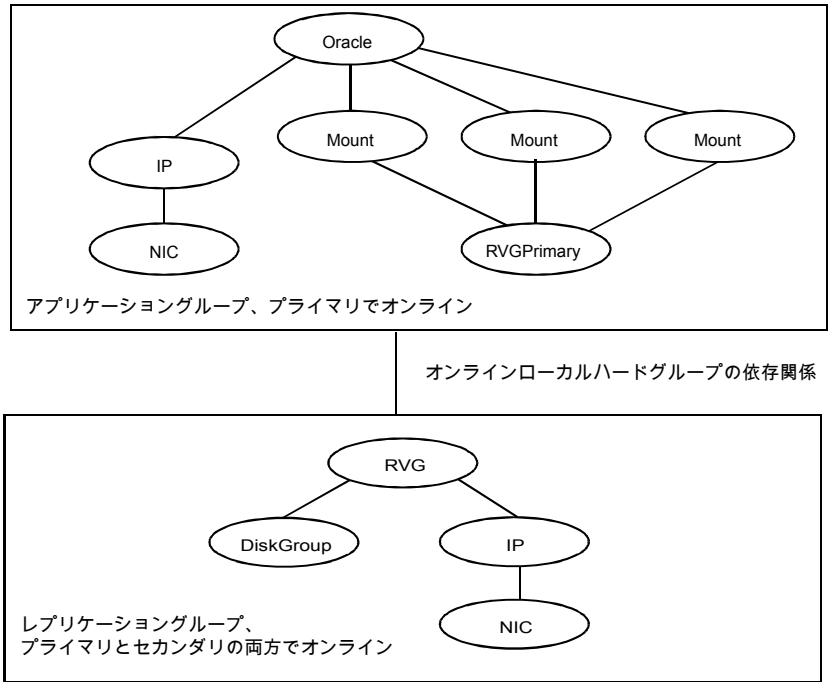 Oracle
Mount
Mount
Mount
IP
NIC
RVGPrimary
アプリケーショングループ、プライマリでオンライン
オンラインローカルハードグループの依存関係
RVG
DiskGroup
IP
NIC
レプリケーショングループ、
プライマリとセカンダリの両方でオンライン